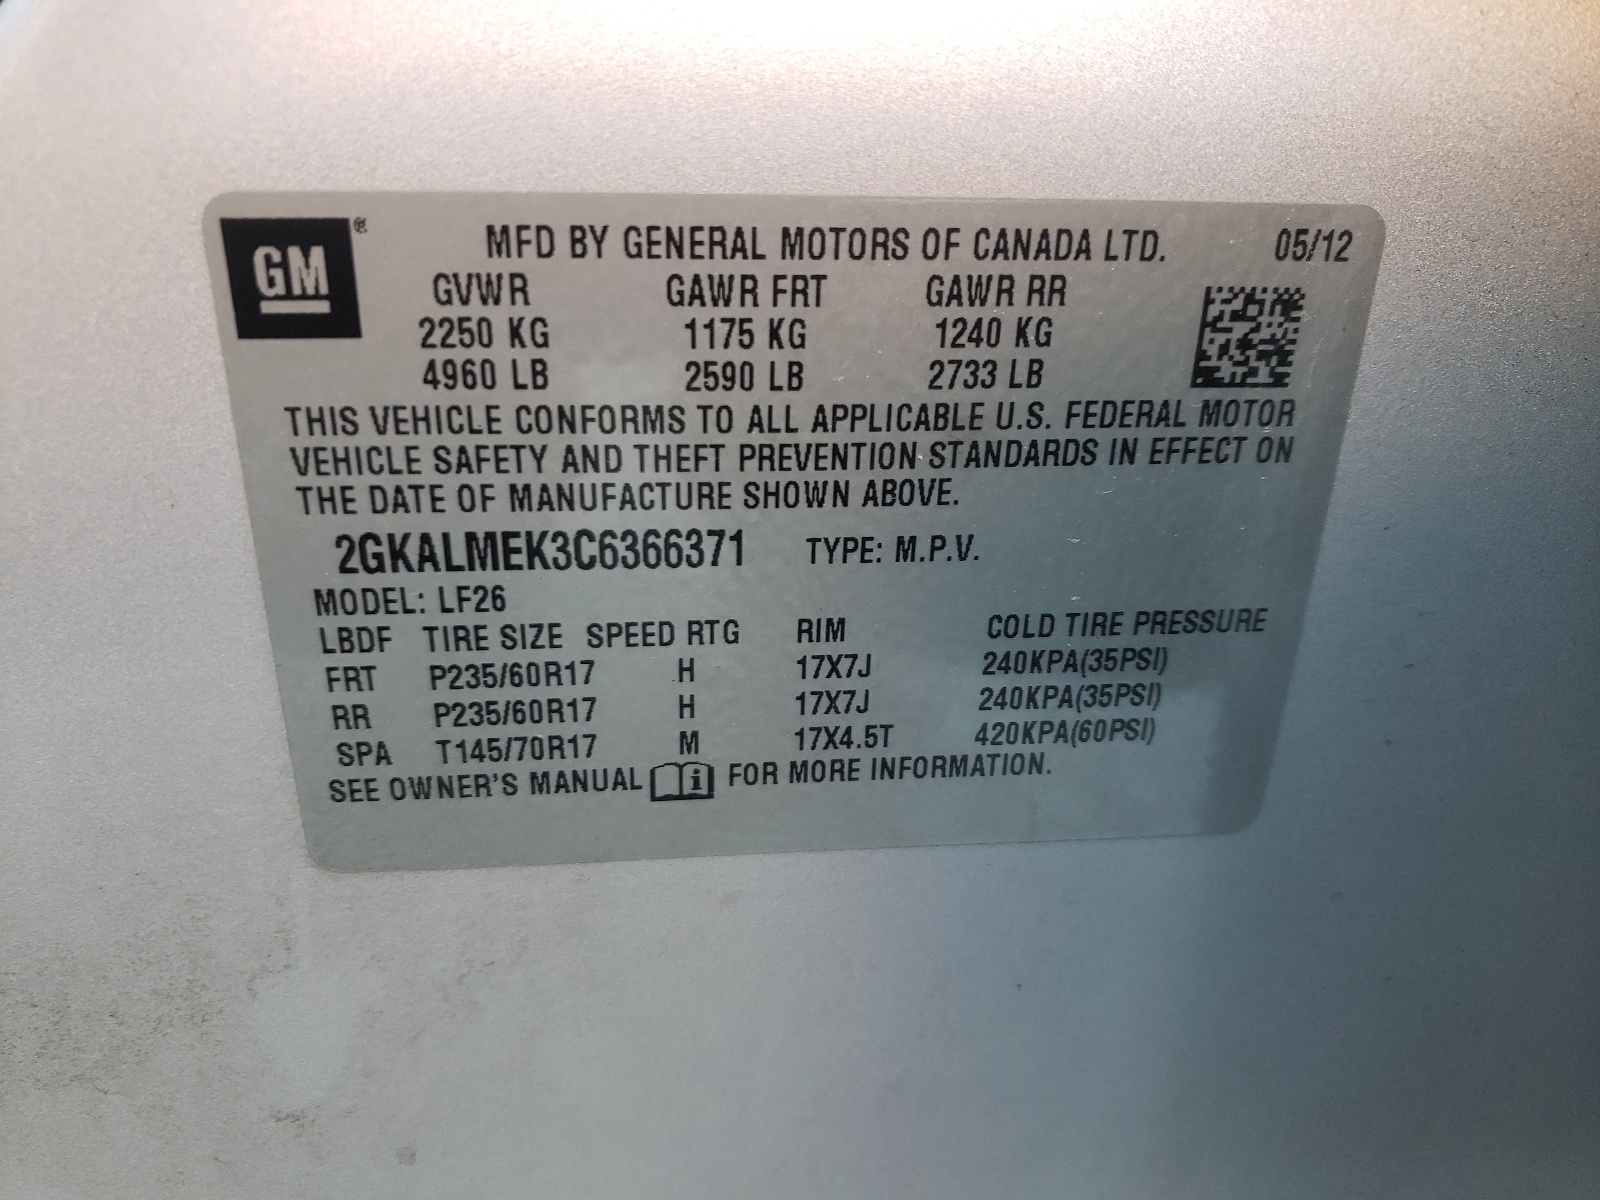 GM ®
MFD BY GENERAL MOTORS OF CANADA LTD. 05/12
GVWR GAWR FRT GAWR RR
2250 KG 1175 KG 1240 KG
4960 LB 2590 LB 2733 LB
THIS VEHICLE CONFORMS TO ALL APPLICABLE U.S. FEDERAL MOTOR
VEHICLE SAFETY AND THEFT PREVENTION STANDARDS IN EFFECT ON
THE DATE OF MANUFACTURE SHOWN ABOVE.
2GKALMEK3C6366371 TYPE: M.P.V.
MODEL: LF26
LBDF TIRE SIZE SPEED RTG RIM COLD TIRE PRESSURE
FRT P235/60R17 H 17X7J 240KPA(35PSI)
RR P235/60R17 H 17X7J 240KPA(35PSI)
SPA T145/70R17 M 17X4.5T 420KPA(60PSI)
SEE OWNER'S MANUAL i FOR MORE INFORMATION.